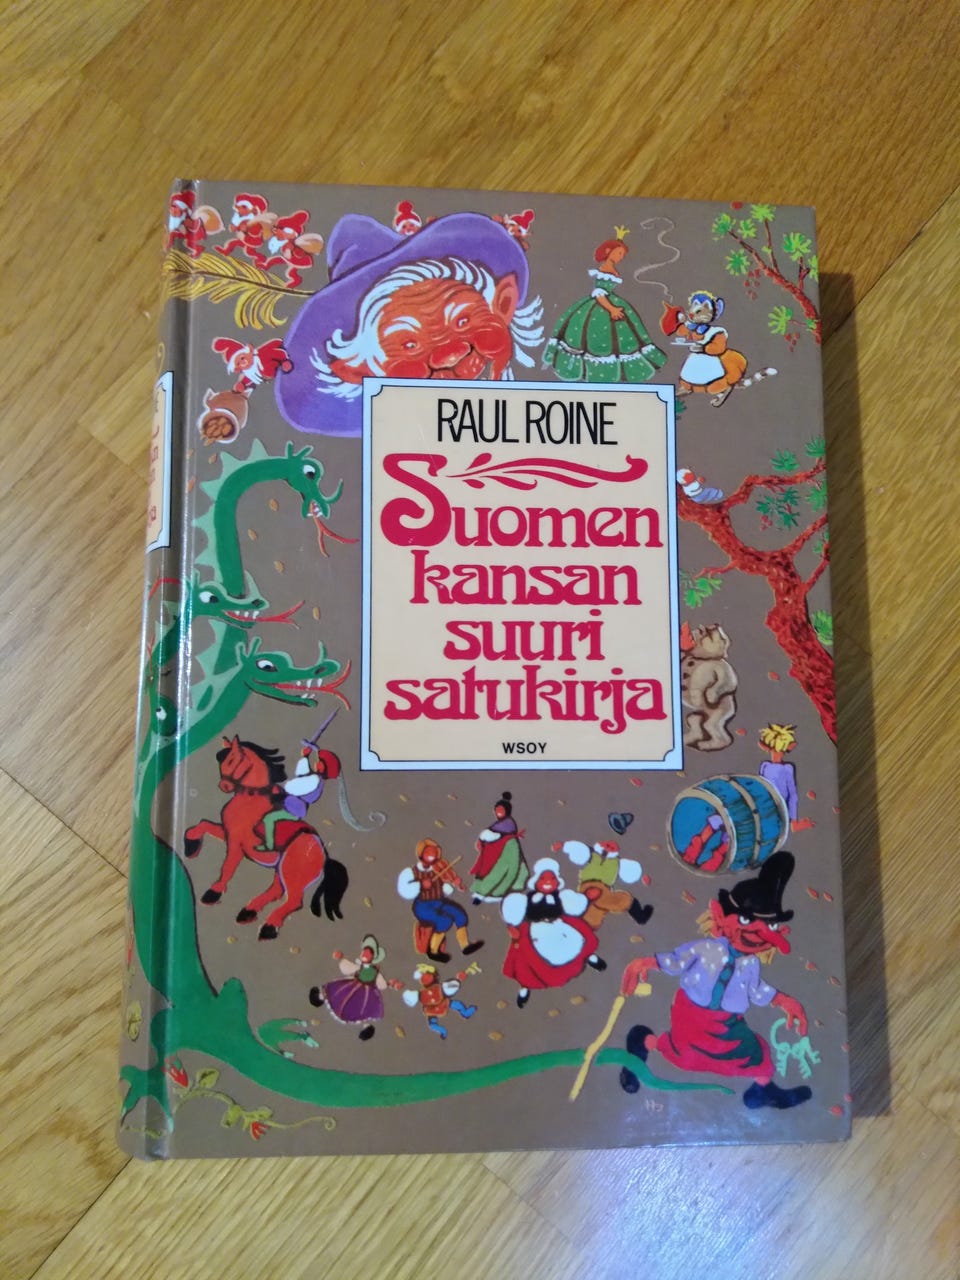 RAUL ROINE
Suomen
kansan
suuri
satukirja
WSOY